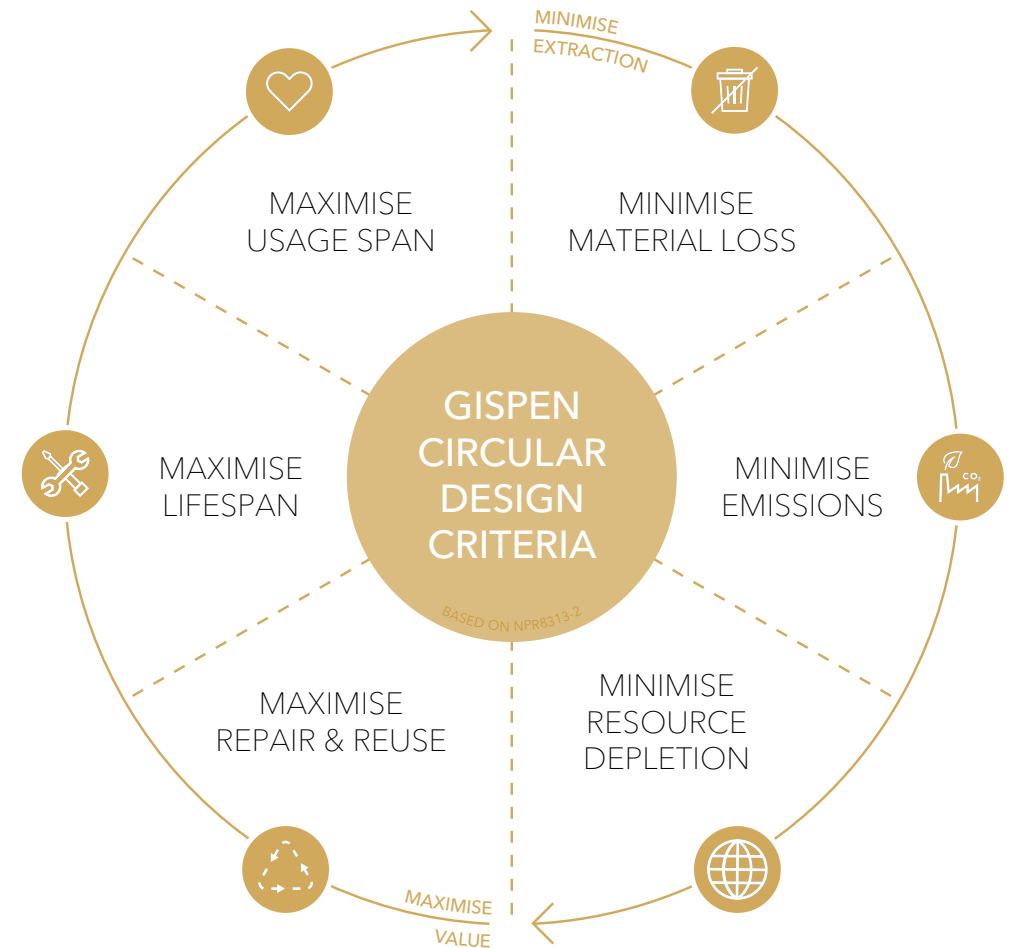 MINIMISE
EXTRACTION
MAXIMISE
USAGE SPAN
MINIMISE
MATERIAL LOSS
GISPEN
CIRCULAR
DESIGN
CRITERIA
BASED ON NPR8313-2
MAXIMISE
LIFESPAN
MINIMISE
EMISSIONS
CO₂
MAXIMISE
REPAIR & REUSE
MINIMISE
RESOURCE
DEPLETION
MAXIMISE
VALUE